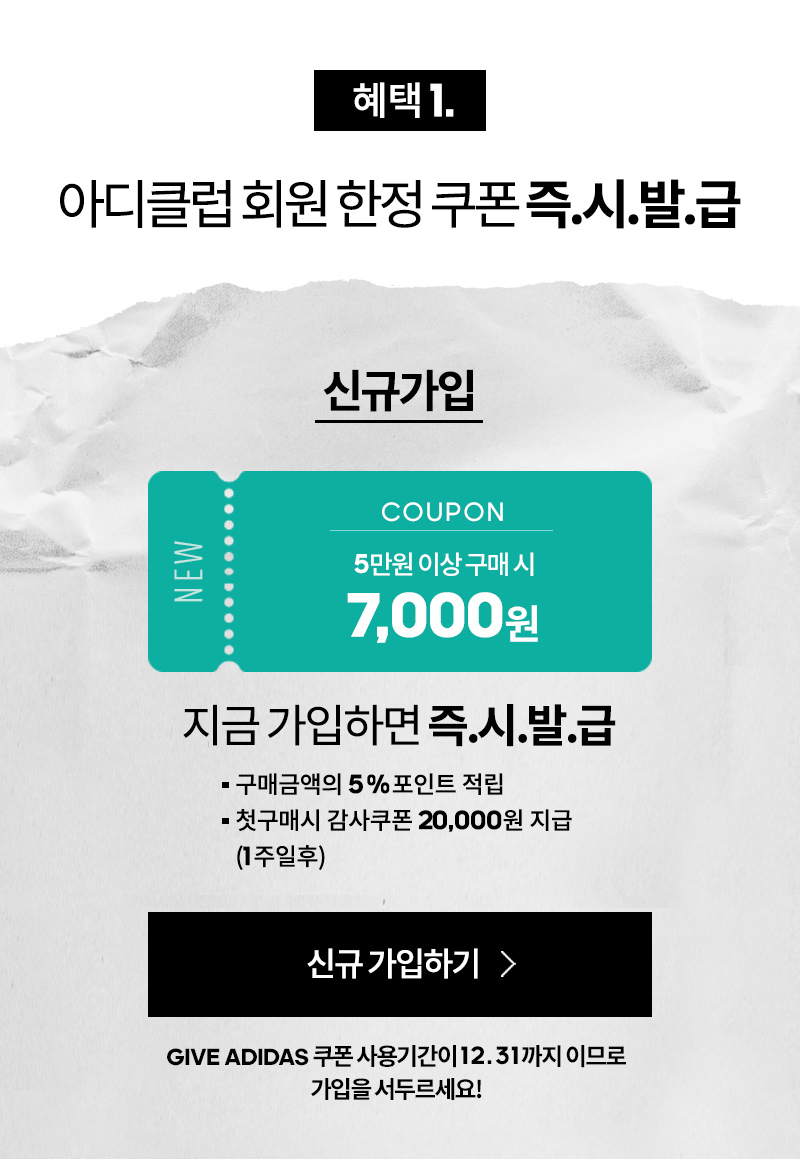 혜택 1.
아디클럽 회원 한정 쿠폰 즉.시.발.급
신규가입
NEW
COUPON
5만원 이상 구매 시
7,000원
지금 가입하면 즉.시.발.급
▪ 구매금액의 5%포인트 적립
▪ 첫구매시 감사쿠폰 20,000원 지급
(1주일후)
신규 가입하기 >
GIVE ADIDAS 쿠폰 사용기간이 12.31까지 이므로
가입을 서두르세요!